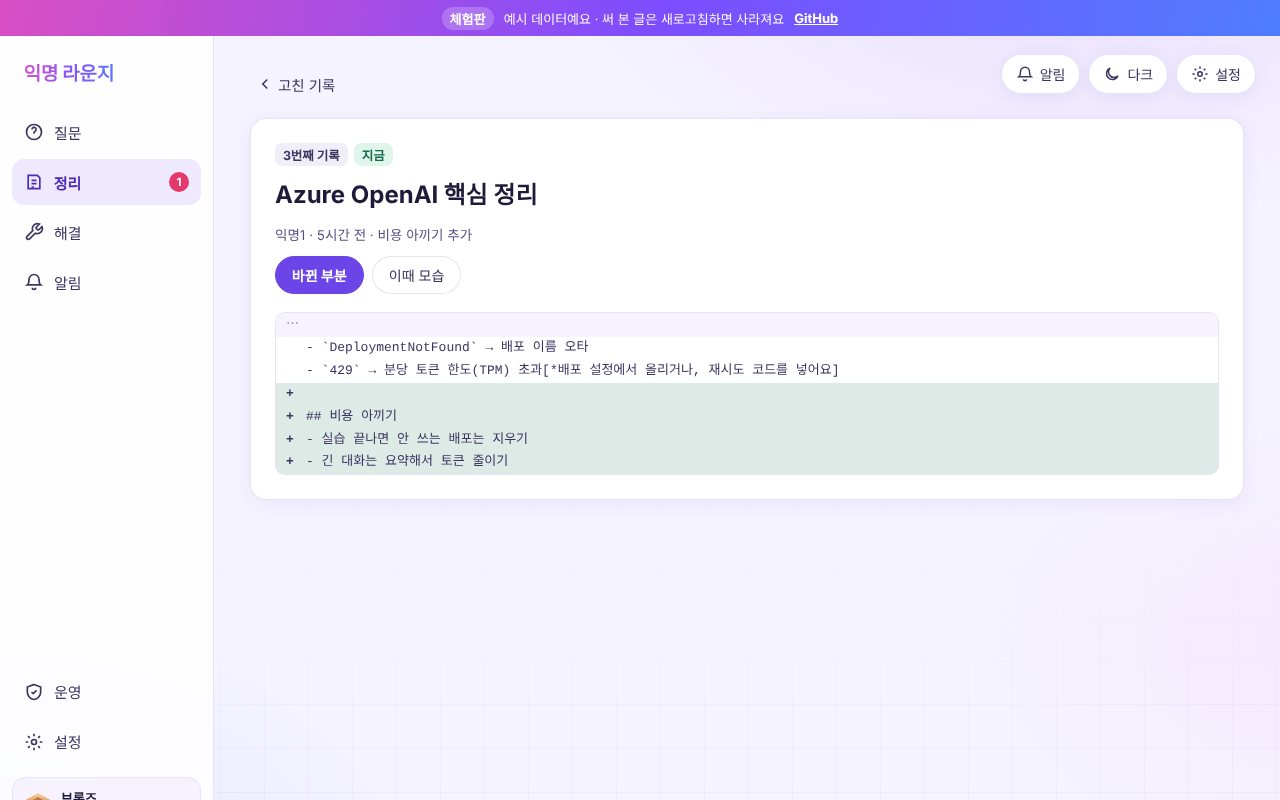 체험판 예시 데이터예요 · 써 본 글은 새로고침하면 사라져요 GitHub
익명 라운지
질문
정리 1
해결
알림
운영
설정
브론즈
고친 기록
알림 다크 설정
3번째 기록 지금
Azure OpenAI 핵심 정리
익명1 · 5시간 전 · 비용 아끼기 추가
바뀐 부분 이때 모습
···
- `DeploymentNotFound` → 배포 이름 오타
- `429` → 분당 토큰 한도(TPM) 초과[*배포 설정에서 올리거나, 재시도 코드를 넣어요]
+
+ ## 비용 아끼기
+ - 실습 끝나면 안 쓰는 배포는 지우기
+ - 긴 대화는 요약해서 토큰 줄이기